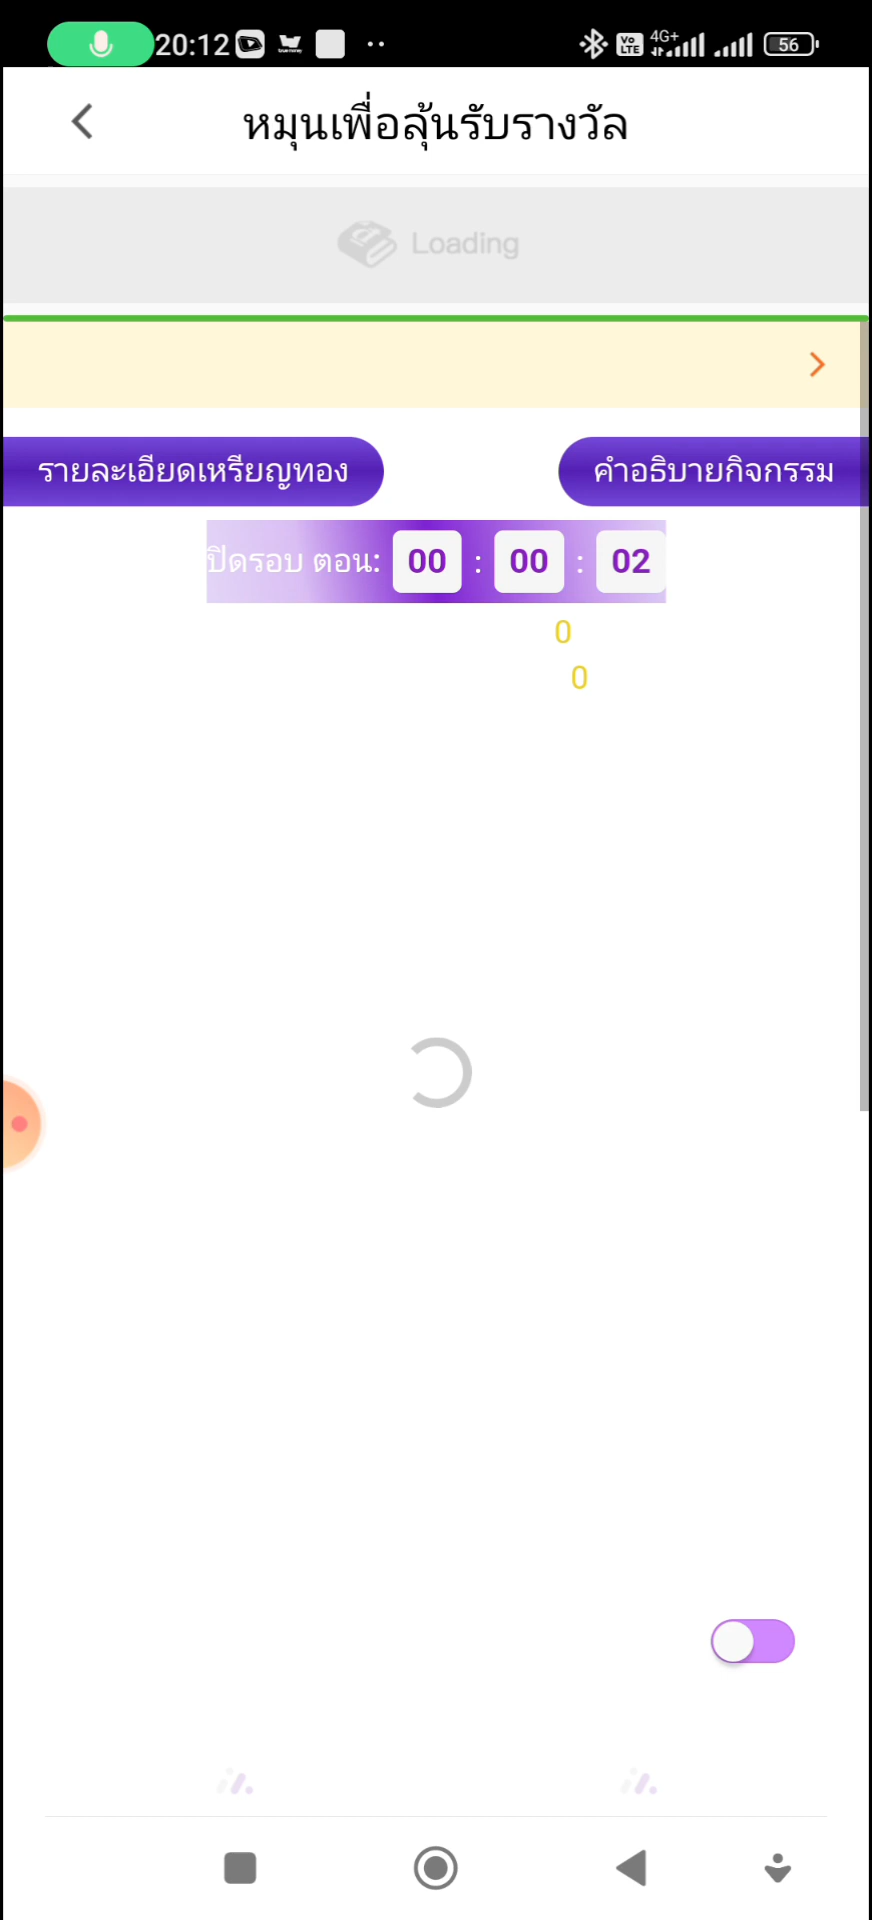 20:12
VO LTE 4G+ 56
หมุนเพื่อลุ้นรับรางวัล
Loading
รายละเอียดเหรียญทอง
คำอธิบายกิจกรรม
ปิดรอบ ตอน: 00 : 00 : 02
0
0